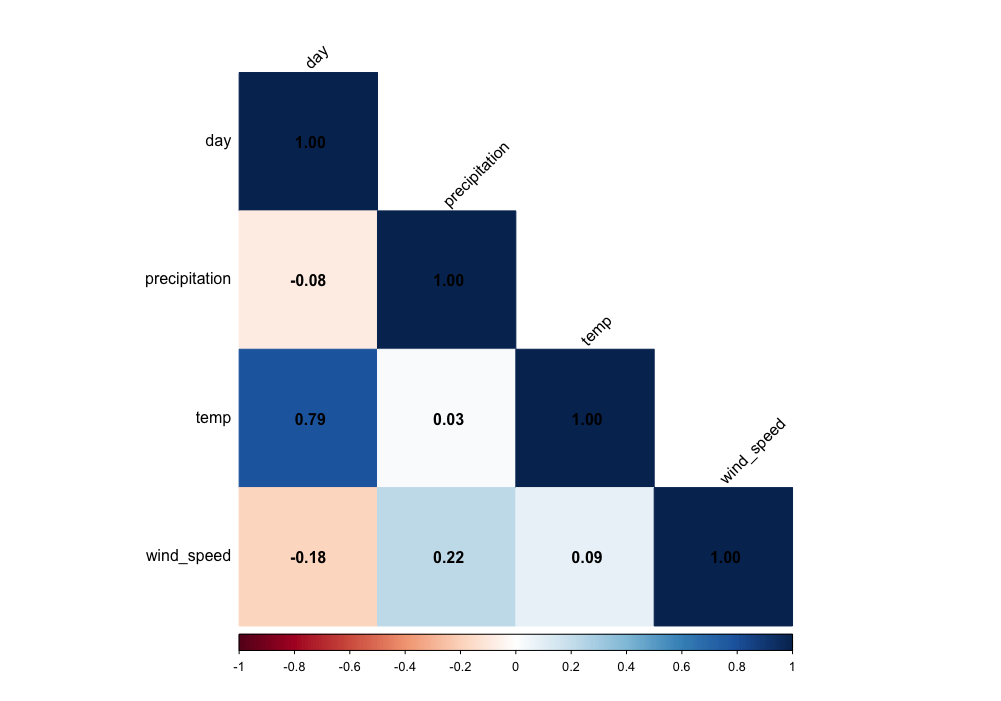 day
day 1.00
precipitation
precipitation -0.08 1.00
temp
temp 0.79 0.03 1.00
wind_speed
wind_speed -0.18 0.22 0.09 1.00
-1 -0.8 -0.6 -0.4 -0.2 0 0.2 0.4 0.6 0.8 1